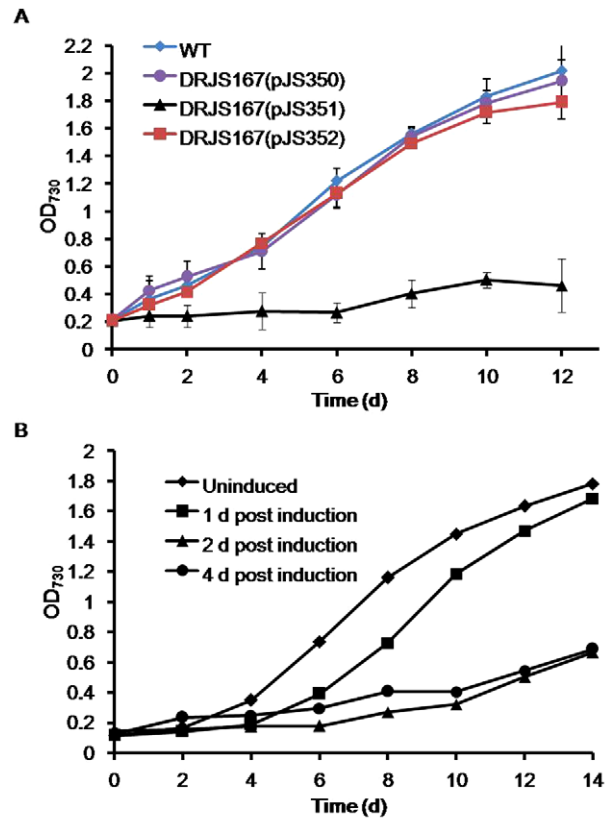 A
2.2
2
1.8
1.6
1.4
1.2
1
0.8
0.6
0.4
0.2
0
OD730
WT
DRJS167(pJS350)
DRJS167(pJS351)
DRJS167(pJS352)
0 2 4 6 8 10 12
Time (d)
B
2
1.8
1.6
1.4
1.2
1
0.8
0.6
0.4
0.2
0
OD730
Uninduced
1 d post induction
2 d post induction
4 d post induction
0 2 4 6 8 10 12 14
Time (d)